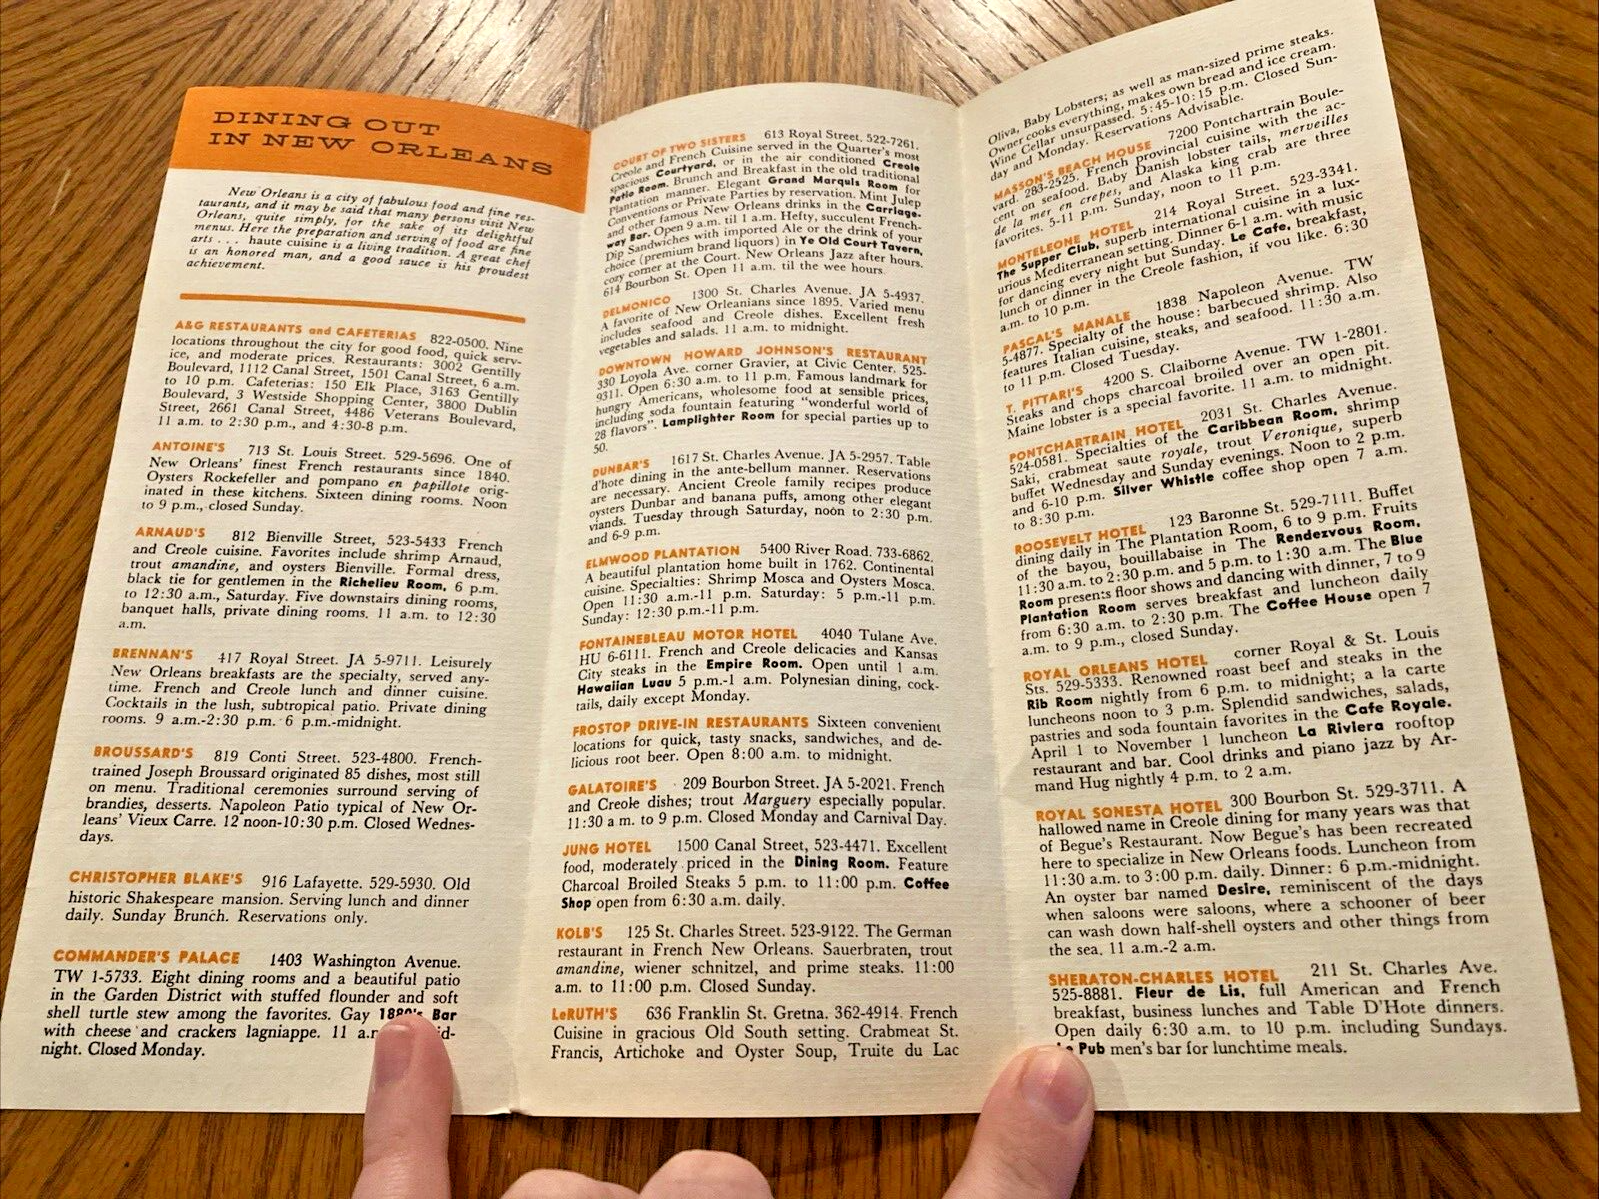 DINING OUT
IN NEW ORLEANS
New Orleans is a city of fabulous food and fine res-
taurants, and it may be said that many persons visit New
Orleans, quite simply, for the sake of its delightful
menus. Here the preparation and serving of food are fine
arts . . . haute cuisine is a living tradition. A great chef
is an honored man, and a good sauce is his proudest
achievement.
A&G RESTAURANTS and CAFETERIAS 822-0500. Nine
locations throughout the city for good food, quick serv-
ice, and moderate prices. Restaurants: 3002 Gentilly
Boulevard, 1112 Canal Street, 1501 Canal Street, 6 a.m.
to 10 p.m. Cafeterias: 150 Elk Place, 3163 Gentilly
Boulevard, 3 Westside Shopping Center, 3800 Dublin
Street, 2661 Canal Street, 4486 Veterans Boulevard,
11 a.m. to 2:30 p.m., and 4:30-8 p.m.
ANTOINE'S 713 St. Louis Street. 529-5696. One of
New Orleans' finest French restaurants since 1840.
Oysters Rockefeller and pompano en papillote orig-
inated in these kitchens. Sixteen dining rooms. Noon
to 9 p.m., closed Sunday.
ARNAUD'S 812 Bienville Street, 523-5433 French
and Creole cuisine. Favorites include shrimp Arnaud,
trout amandine, and oysters Bienville. Formal dress,
black tie for gentlemen in the Richelieu Room, 6 p.m.
to 12:30 a.m., Saturday. Five downstairs dining rooms,
banquet halls, private dining rooms. 11 a.m. to 12:30
a.m.
BRENNAN'S 417 Royal Street. JA 5-9711. Leisurely
New Orleans breakfasts are the specialty, served any-
time. French and Creole lunch and dinner cuisine.
Cocktails in the lush, subtropical patio. Private dining
rooms. 9 a.m.-2:30 p.m. 6 p.m.-midnight.
BROUSSARD'S 819 Conti Street. 523-4800. French-
trained Joseph Broussard originated 85 dishes, most still
on menu. Traditional ceremonies surround serving of
brandies, desserts. Napoleon Patio typical of New Or-
leans' Vieux Carre. 12 noon-10:30 p.m. Closed Wednes-
days.
CHRISTOPHER BLAKE'S 916 Lafayette. 529-5930. Old
historic Shakespeare mansion. Serving lunch and dinner
daily. Sunday Brunch. Reservations only.
COMMANDER'S PALACE 1403 Washington Avenue.
TW 1-5733. Eight dining rooms and a beautiful patio
in the Garden District with stuffed flounder and soft
shell turtle stew among the favorites. Gay 1880's Bar
with cheese and crackers lagniappe. 11 a.m. mid-
night. Closed Monday.
COURT OF TWO SISTERS 613 Royal Street. 522-7261.
Creole and French Cuisine served in the Quarter's most
spacious Courtyard, or in the air conditioned Creole
Patio Room. Brunch and Breakfast in the old traditional
Plantation manner. Elegant Grand Marquis Room for
Conventions or Private Parties by reservation. Mint Julep
and other famous New Orleans drinks in the Carriage-
way Bar. Open 9 a.m. til 1 a.m. Hefty, succulent French-
Dip Sandwiches with imported Ale or the drink of your
choice (premium brand liquors) in Ye Old Court Tavern,
cozy corner at the Court. New Orleans Jazz after hours.
614 Bourbon St. Open 11 a.m. til the wee hours.
DELMONICO 1300 St. Charles Avenue. JA 5-4937.
A favorite of New Orleanians since 1895. Varied menu
includes seafood and Creole dishes. Excellent fresh
vegetables and salads. 11 a.m. to midnight.
DOWNTOWN HOWARD JOHNSON'S RESTAURANT
330 Loyola Ave. corner Gravier, at Civic Center. 525-
9311. Open 6:30 a.m. to 11 p.m. Famous landmark for
hungry Americans, wholesome food at sensible prices,
including soda fountain featuring "wonderful world of
28 flavors". Lamplighter Room for special parties up to
50.
DUNBAR'S 1617 St. Charles Avenue. JA 5-2957. Table
d'hote dining in the ante-bellum manner. Reservations
are necessary. Ancient Creole family recipes produce
oysters Dunbar and banana puffs, among other elegant
viands. Tuesday through Saturday, noon to 2:30 p.m.
and 6-9 p.m.
ELMWOOD PLANTATION 5400 River Road. 733-6862.
A beautiful plantation home built in 1762. Continental
cuisine. Specialties: Shrimp Mosca and Oysters Mosca.
Open 11:30 a.m.-11 p.m. Saturday: 5 p.m.-11 p.m.
Sunday: 12:30 p.m.-11 p.m.
FONTAINEBLEAU MOTOR HOTEL 4040 Tulane Ave.
HU 6-6111. French and Creole delicacies and Kansas
City steaks in the Empire Room. Open until 1 a.m.
Hawaiian Luau 5 p.m.-1 a.m. Polynesian dining, cock-
tails, daily except Monday.
FROSTOP DRIVE-IN RESTAURANTS Sixteen convenient
locations for quick, tasty snacks, sandwiches, and de-
licious root beer. Open 8:00 a.m. to midnight.
GALATOIRE'S 209 Bourbon Street. JA 5-2021. French
and Creole dishes; trout Marguery especially popular.
11:30 a m. to 9 p.m. Closed Monday and Carnival Day.
JUNG HOTEL 1500 Canal Street, 523-4471. Excellent
food, moderately priced in the Dining Room. Feature
Charcoal Broiled Steaks 5 p.m. to 11:00 p.m. Coffee
Shop open from 6:30 a.m. daily.
KOLB'S 125 St. Charles Street. 523-9122. The German
restaurant in French New Orleans. Sauerbraten, trout
amandine, wiener schnitzel, and prime steaks. 11:00
a.m. to 11:00 p.m. Closed Sunday.
LeRUTH'S 636 Franklin St. Gretna. 362-4914. French
Cuisine in gracious Old South setting. Crabmeat St.
Francis, Artichoke and Oyster Soup, Truite du Lac
Oliva, Baby Lobsters; as well as man-sized prime steaks.
Owner cooks everything, makes own bread and ice cream.
Wine Cellar unsurpassed. 5:45-10:15 p.m. Closed Sun-
day and Monday. Reservations Advisable.
MASSON'S BEACH HOUSE 7200 Pontchartrain Boule-
vard. 283-2525. French provincial cuisine with the ac-
cent on seafood. Baby Danish lobster tails, merveilles
de la mer en crepes, and Alaska king crab are three
favorites. 5-11 p.m. Sunday, noon to 11 p.m.
MONTELEONE HOTEL 214 Royal Street. 523-3341.
The Supper Club, superb international cuisine in a lux-
urious Mediterranean setting. Dinner 6-1 a.m. with music
for dancing every night but Sunday. Le Cafe, breakfast,
lunch or dinner in the Creole fashion, if you like. 6:30
a.m. to 10 p.m.
PASCAL'S MANALE 1838 Napoleon Avenue. TW
5-4877. Specialty of the house: barbecued shrimp. Also
features Italian cuisine, steaks, and seafood. 11:30 a.m.
to 11 p.m. Closed Tuesday.
T. PITTARI'S 4200 S. Claiborne Avenue. TW 1-2801.
Steaks and chops charcoal broiled over an open pit.
Maine lobster is a special favorite. 11 a.m. to midnight.
PONTCHARTRAIN HOTEL 2031 St. Charles Avenue.
524-0581. Specialties of the Caribbean Room, shrimp
Saki, crabmeat saute royale, trout Veronique, superb
buffet Wednesday and Sunday evenings. Noon to 2 p.m.
and 6-10 p.m. Silver Whistle coffee shop open 7 a.m.
to 8:30 p.m.
ROOSEVELT HOTEL 123 Baronne St. 529-7111. Buffet
dining daily in The Plantation Room, 6 to 9 p.m. Fruits
of the bayou, bouillabaise in The Rendezvous Room,
11:30 a.m. to 2:30 p.m. and 5 p.m. to 1:30 a.m. The Blue
Room presents floor shows and dancing with dinner, 7 to 9
Plantation Room serves breakfast and luncheon daily
from 6:30 a.m. to 2:30 p.m. The Coffee House open 7
a.m. to 9 p.m., closed Sunday.
ROYAL ORLEANS HOTEL corner Royal & St. Louis
Sts. 529-5333. Renowned roast beef and steaks in the
Rib Room nightly from 6 p.m. to midnight; a la carte
luncheons noon to 3 p.m. Splendid sandwiches, salads,
pastries and soda fountain favorites in the Cafe Royale.
April 1 to November 1 luncheon La Riviera rooftop
restaurant and bar. Cool drinks and piano jazz by Ar-
mand Hug nightly 4 p.m. to 2 a.m.
ROYAL SONESTA HOTEL 300 Bourbon St. 529-3711. A
hallowed name in Creole dining for many years was that
of Begue's Restaurant. Now Begue's has been recreated
here to specialize in New Orleans foods. Luncheon from
11:30 a.m. to 3:00 p.m. daily. Dinner: 6 p.m.-midnight.
An oyster bar named Desire, reminiscent of the days
when saloons were saloons, where a schooner of beer
can wash down half-shell oysters and other things from
the sea. 11 a.m.-2 a.m.
SHERATON-CHARLES HOTEL 211 St. Charles Ave.
525-8881. Fleur de Lis, full American and French
breakfast, business lunches and Table D'Hote dinners.
Open daily 6:30 a.m. to 10 p.m. including Sundays.
Le Pub men's bar for lunchtime meals.